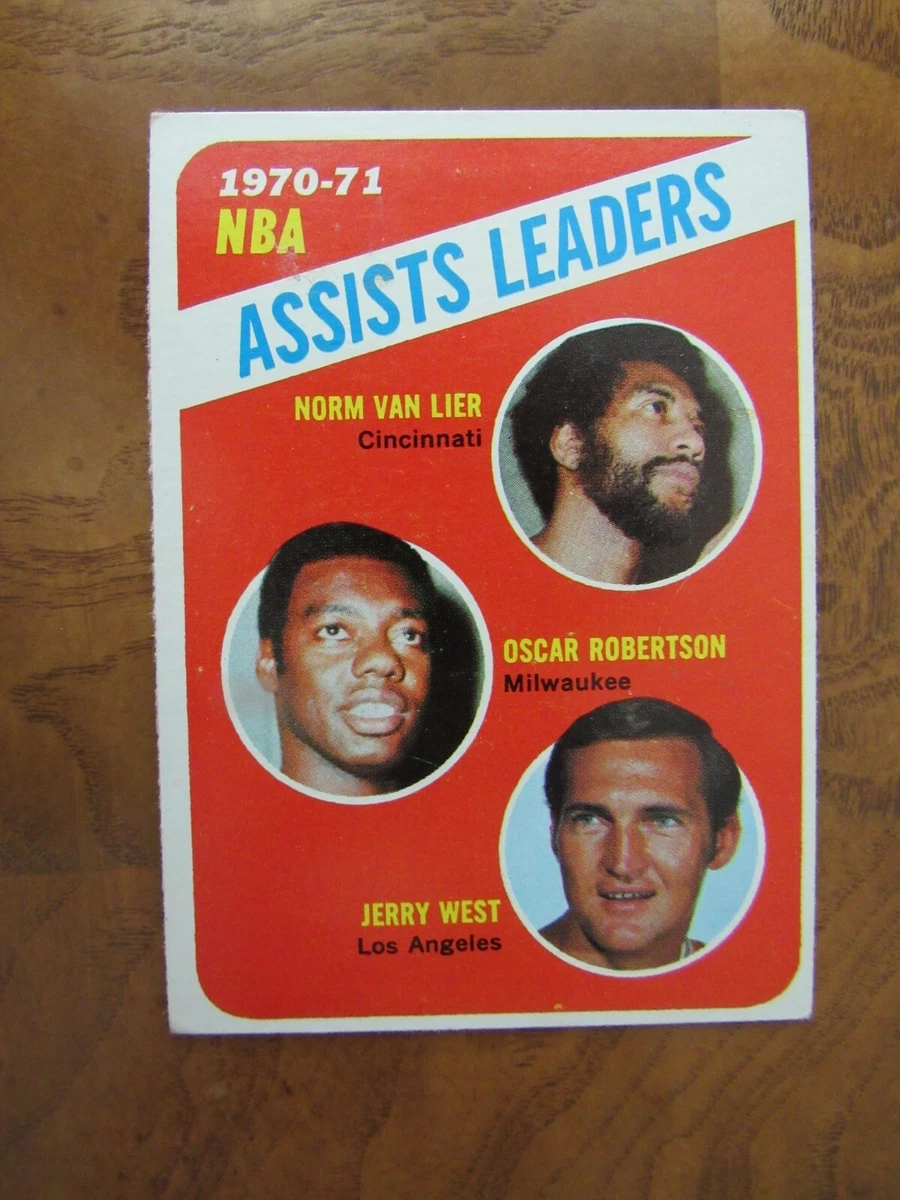 1970-71
NBA
ASSISTS LEADERS
NORM VAN LIER
Cincinnati
OSCAR ROBERTSON
Milwaukee
JERRY WEST
Los Angeles